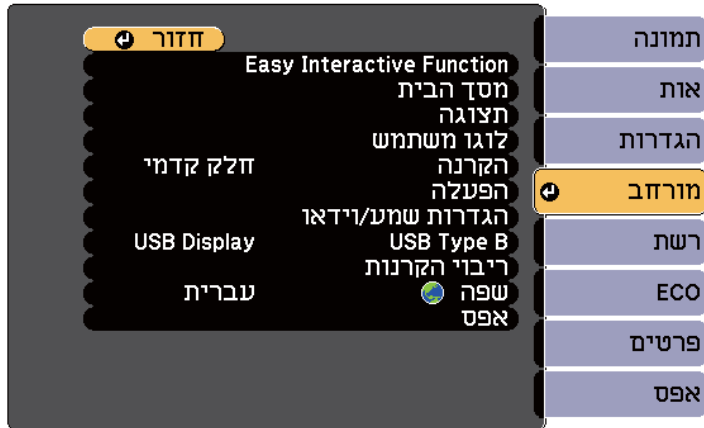 תמונה
אות
הגדרות
מורחב
רשת
ECO
פרטים
אפס
חזור
Easy Interactive Function
מסך הבית
תצוגה
לוגו משתמש
הקרנה חלק קדמי
הפעלה
הגדרות שמע/וידאו
USB Type B USB Display
ריבוי הקרנות
שפה עברית
אפס